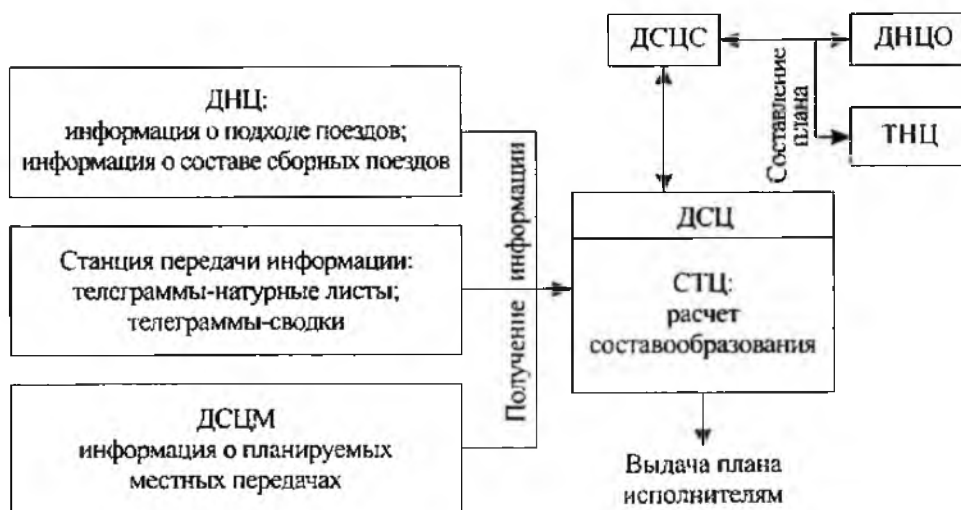 ДНЦ:
информация о подходе поездов;
информация о составе сборных поездов
Станция передачи информации:
телеграммы-натурные листы;
телеграммы-сводки
ДСЦМ
информация о планируемых
местных передачах
Получение информации
ДСЦС
ДНЦО
Составление
плана
ТНЦ
ДСЦ
СТЦ:
расчет
составообразования
Выдача плана
исполнителям